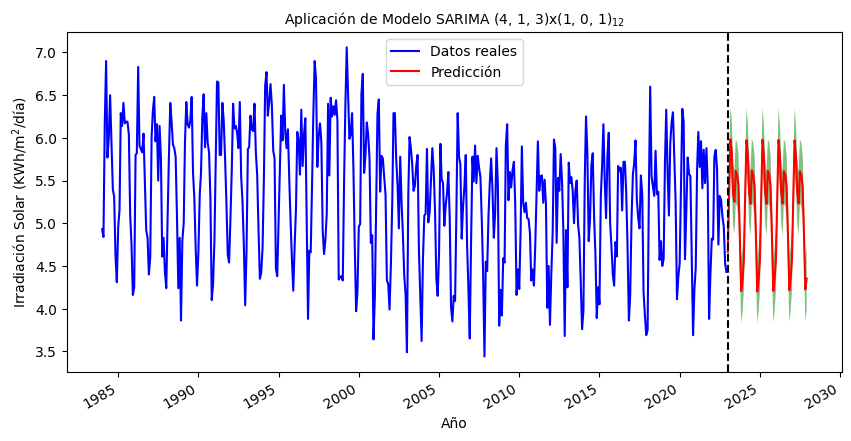 Aplicación de Modelo SARIMA (4, 1, 3)x(1, 0, 1)₁₂
Datos reales
Predicción
Irradiación Solar (KWh/m²/día)
7.0
6.5
6.0
5.5
5.0
4.5
4.0
3.5
1985 1990 1995 2000 2005 2010 2015 2020 2025 2030
Año